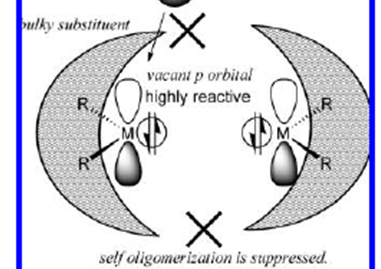 bulky substituent
vacant p orbital
highly reactive
R
R
M
M
R
R
self oligomerization is suppressed.